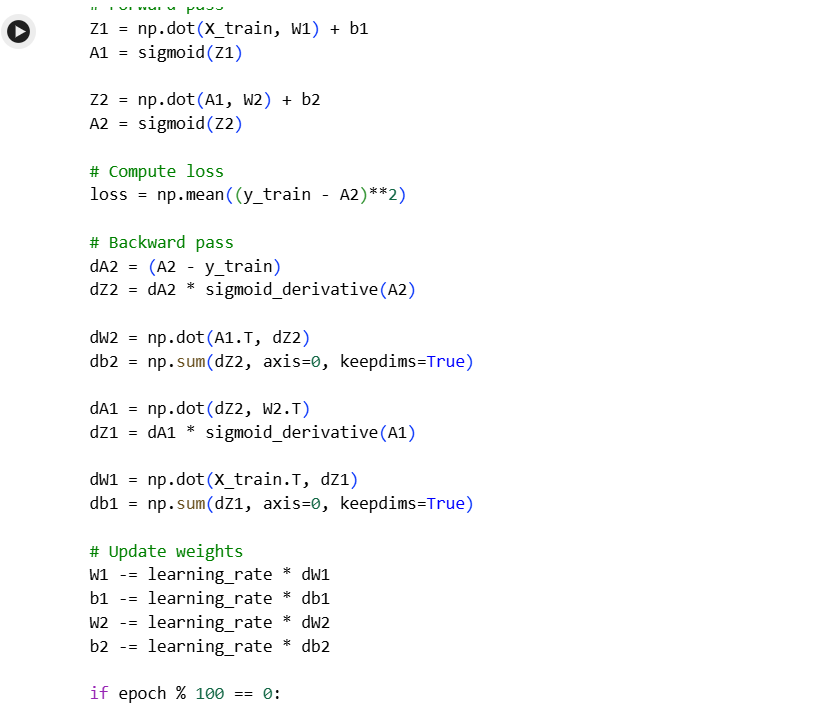 # Forward pass
Z1 = np.dot(X_train, W1) + b1
A1 = sigmoid(Z1)
Z2 = np.dot(A1, W2) + b2
A2 = sigmoid(Z2)
# Compute loss
loss = np.mean((y_train - A2)**2)
# Backward pass
dA2 = (A2 - y_train)
dZ2 = dA2 * sigmoid_derivative(A2)
dW2 = np.dot(A1.T, dZ2)
db2 = np.sum(dZ2, axis=0, keepdims=True)
dA1 = np.dot(dZ2, W2.T)
dZ1 = dA1 * sigmoid_derivative(A1)
dW1 = np.dot(X_train.T, dZ1)
db1 = np.sum(dZ1, axis=0, keepdims=True)
# Update weights
W1 -= learning_rate * dW1
b1 -= learning_rate * db1
W2 -= learning_rate * dW2
b2 -= learning_rate * db2
if epoch % 100 == 0: